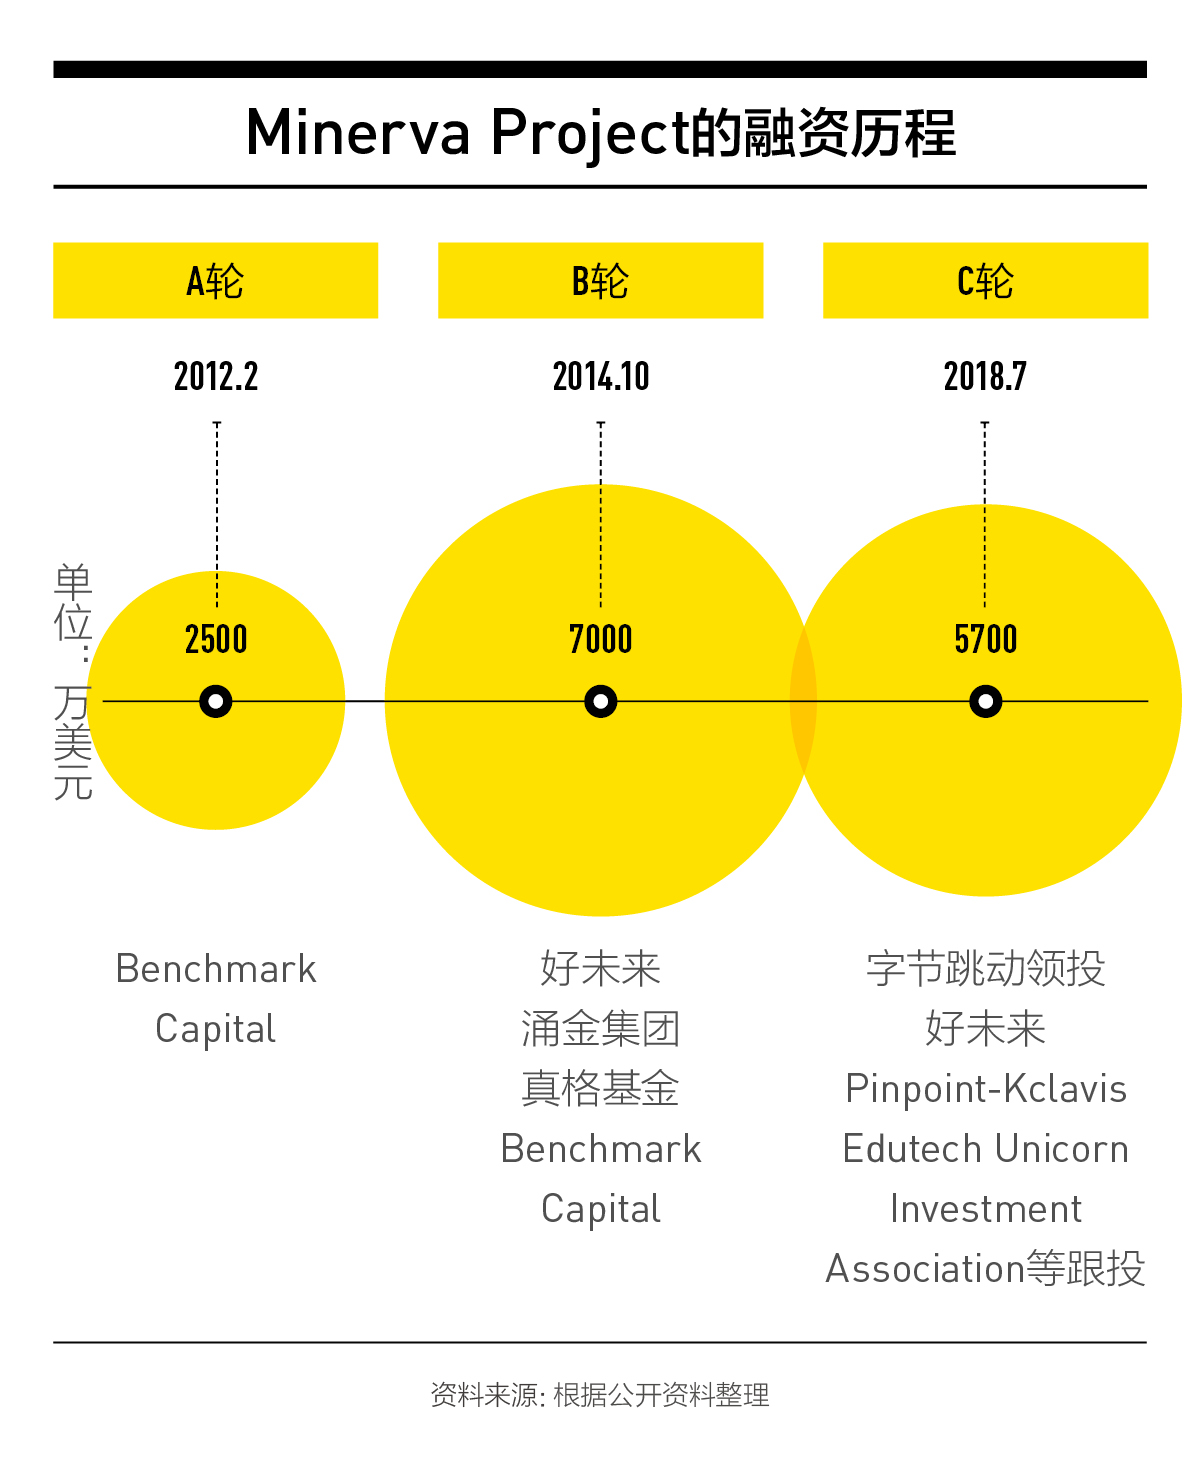 Minerva Project的融资历程
A轮
B轮
C轮
2012.2
2014.10
2018.7
单位：万美元
2500
7000
5700
Benchmark
Capital
好未来
涌金集团
真格基金
Benchmark
Capital
字节跳动领投
好未来
Pinpoint-Kclavis
Edutech Unicorn
Investment
Association等跟投
资料来源：根据公开资料整理